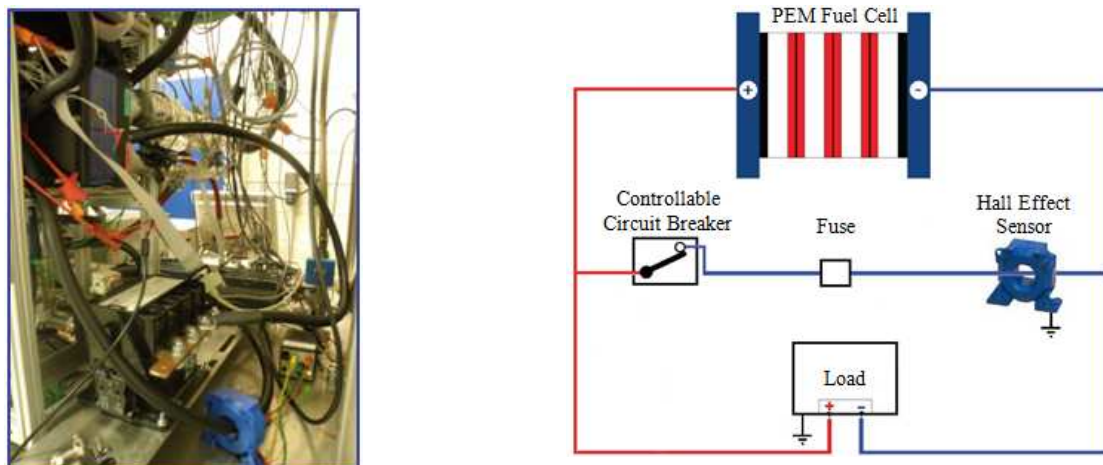 PEM Fuel Cell
+
-
Controllable
Circuit Breaker
Fuse
Hall Effect
Sensor
Load
+ -